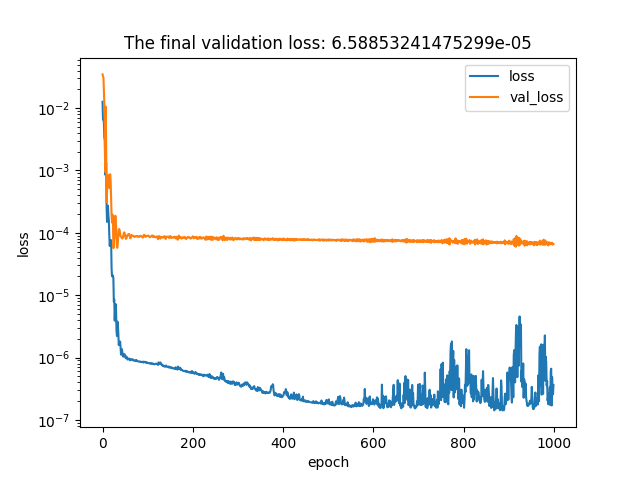 The final validation loss: 6.58853241475299e-05
loss
val_loss
loss
10⁻²
10⁻³
10⁻⁴
10⁻⁵
10⁻⁶
10⁻⁷
0 200 400 600 800 1000
epoch